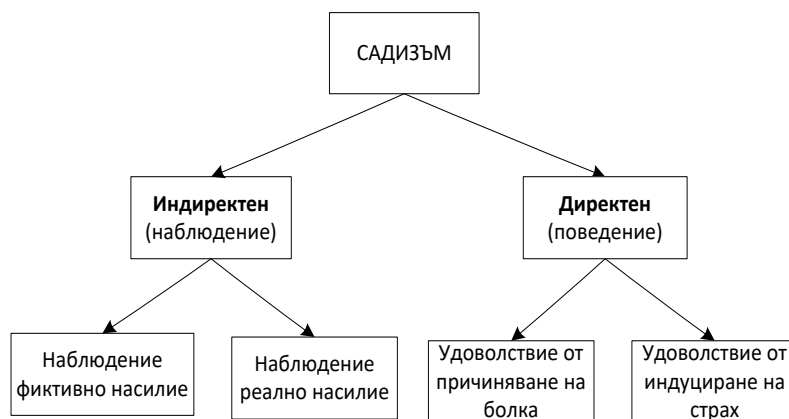 САДИЗЪМ
Индиректен
(наблюдение)
Директен
(поведение)
Наблюдение
фиктивно насилие
Наблюдение
реално насилие
Удоволствие от
причиняване на
болка
Удоволствие от
индуциране на
страх